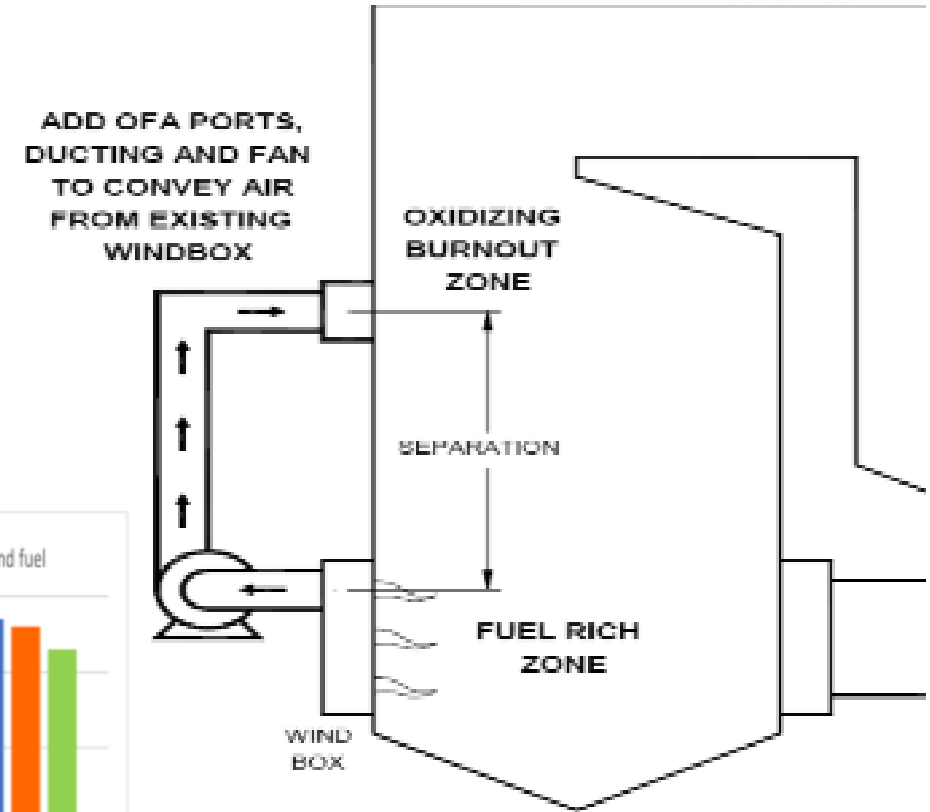 ADD OFA PORTS,
DUCTING AND FAN
TO CONVEY AIR
FROM EXISTING
WINDBOX
OXIDIZING
BURNOUT
ZONE
SEPARATION
nd fuel
FUEL RICH
ZONE
WIND
BOX